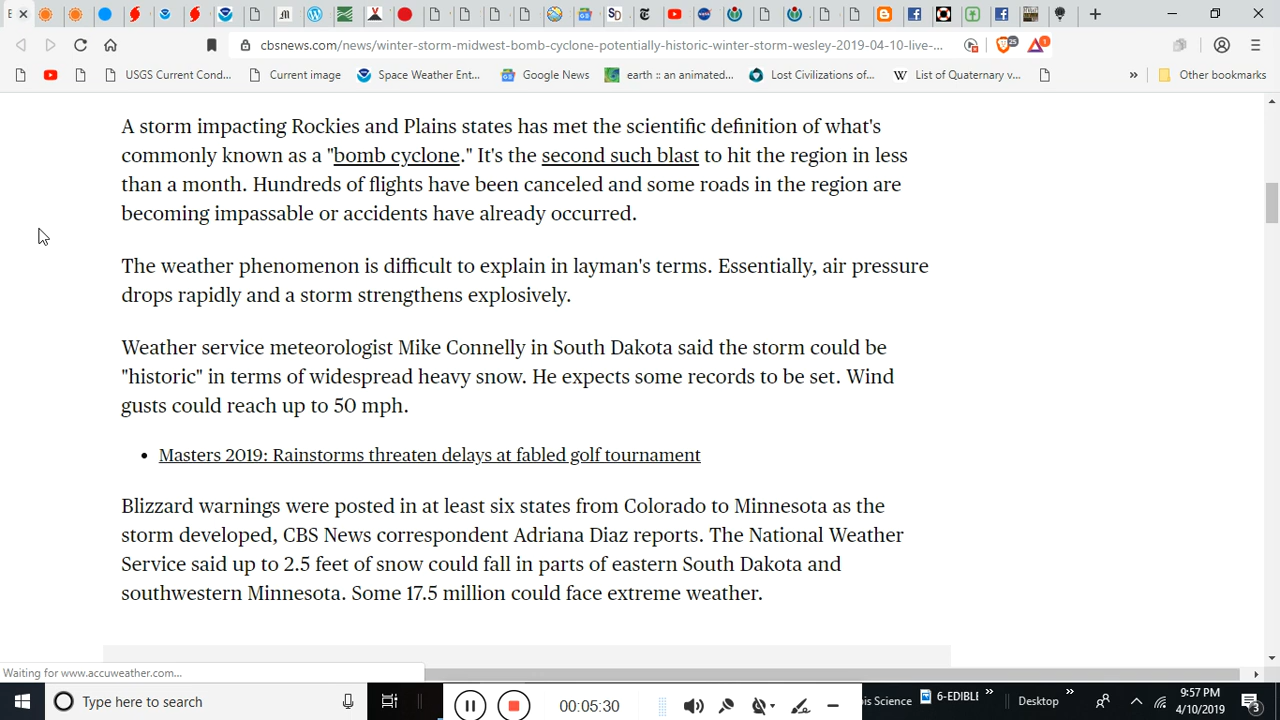 cbsnews.com/news/winter-storm-midwest-bomb-cyclone-potentially-historic-winter-storm-wesley-2019-04-10-live-...
25
1
USGS Current Cond...
Current image
Space Weather Ent...
Google News
earth :: an animated...
Lost Civilizations of...
W
List of Quaternary v...
»
Other bookmarks
A storm impacting Rockies and Plains states has met the scientific definition of what's
commonly known as a "bomb cyclone." It's the second such blast to hit the region in less
than a month. Hundreds of flights have been canceled and some roads in the region are
becoming impassable or accidents have already occurred.
The weather phenomenon is difficult to explain in layman's terms. Essentially, air pressure
drops rapidly and a storm strengthens explosively.
Weather service meteorologist Mike Connelly in South Dakota said the storm could be
"historic" in terms of widespread heavy snow. He expects some records to be set. Wind
gusts could reach up to 50 mph.
• Masters 2019: Rainstorms threaten delays at fabled golf tournament
Blizzard warnings were posted in at least six states from Colorado to Minnesota as the
storm developed, CBS News correspondent Adriana Diaz reports. The National Weather
Service said up to 2.5 feet of snow could fall in parts of eastern South Dakota and
southwestern Minnesota. Some 17.5 million could face extreme weather.
Waiting for www.accuweather.com...
Type here to search
00:05:30
is Science
6-EDIBLE
»
Desktop
»
9:57 PM
4/10/2019
3